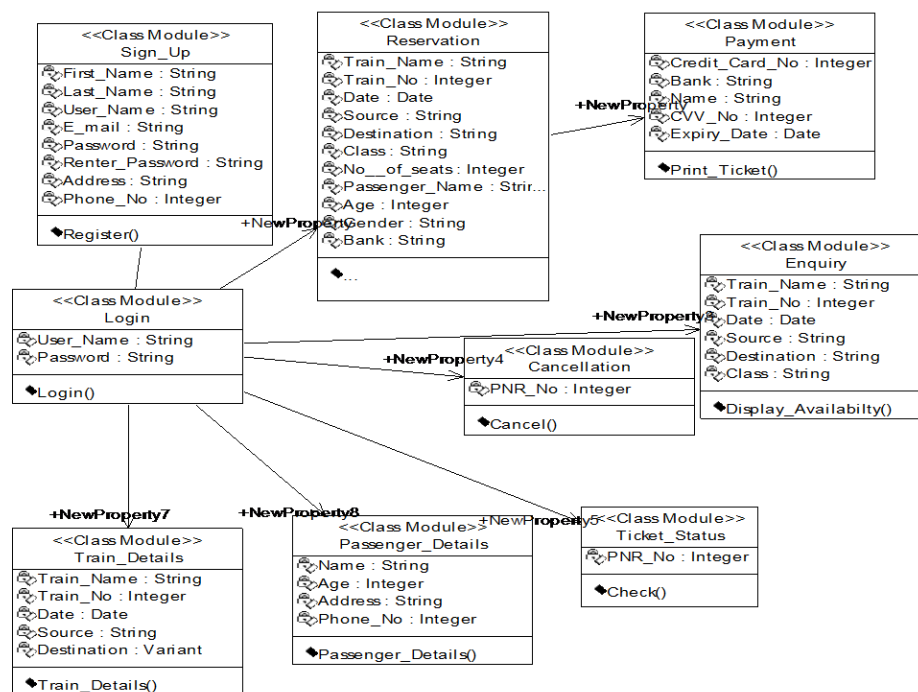 <<Class Module>>
Sign_Up
First_Name : String
Last_Name : String
User_Name : String
E_mail : String
Password : String
Renter_Password : String
Address : String
Phone_No : Integer
Register()
<<Class Module>>
Reservation
Train_Name : String
Train_No : Integer
Date : Date
Source : String
Destination : String
Class : String
No__of_seats : Integer
Passenger_Name : Strin...
Age : Integer
Gender : String
Bank : String
...
<<Class Module>>
Payment
Credit_Card_No : Integer
Bank : String
Name : String
CVV_No : Integer
Expiry_Date : Date
Print_Ticket()
+NewProperty
+NewProperty
<<Class Module>>
Login
User_Name : String
Password : String
Login()
<<Class Module>>
Enquiry
Train_Name : String
Train_No : Integer
Date : Date
Source : String
Destination : String
Class : String
Display_Availabilty()
+NewProperty
+NewProperty4
<<Class Module>>
Cancellation
PNR_No : Integer
Cancel()
+NewProperty7
<<Class Module>>
Train_Details
Train_Name : String
Train_No : Integer
Date : Date
Source : String
Destination : Variant
Train_Details()
+NewProperty8
<<Class Module>>
Passenger_Details
Name : String
Age : Integer
Address : String
Phone_No : Integer
Passenger_Details()
+NewProperty5
<<Class Module>>
Ticket_Status
PNR_No : Integer
Check()